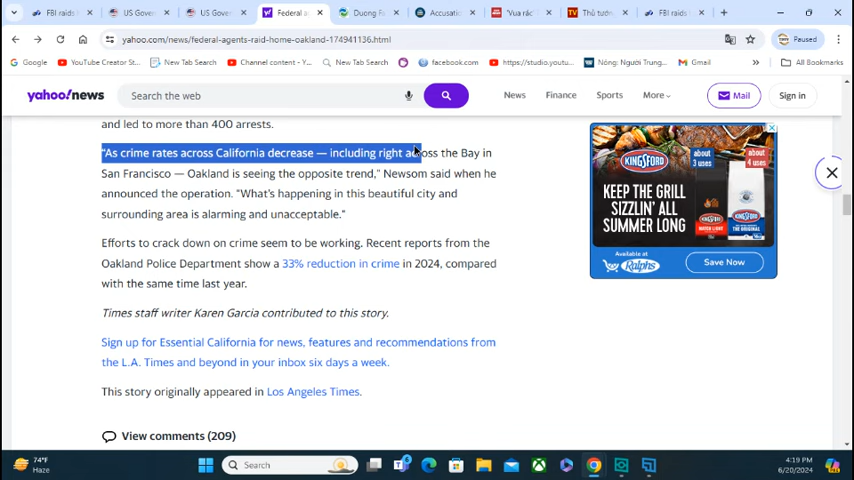 FBI raids h
US Gover
US Gover
Federal a
Duong Fa
Accusatio
'Vua rác'
Thủ tướn
FBI raids h
yahoo.com/news/federal-agents-raid-home-oakland-174941136.html
Paused
Google
YouTube Creator St...
New Tab Search
Channel content - Y...
New Tab Search
facebook.com
https://studio.youtu...
Nóng: Người Trung...
Gmail
»
All Bookmarks
yahoo!news
Search the web
News
Finance
Sports
More
Mail
Sign in
and led to more than 400 arrests.
"As crime rates across California decrease — including right across the Bay in
San Francisco — Oakland is seeing the opposite trend," Newsom said when he
announced the operation. "What's happening in this beautiful city and
surrounding area is alarming and unacceptable."
Efforts to crack down on crime seem to be working. Recent reports from the
Oakland Police Department show a 33% reduction in crime in 2024, compared
with the same time last year.
Times staff writer Karen Garcia contributed to this story.
Sign up for Essential California for news, features and recommendations from
the L.A. Times and beyond in your inbox six days a week.
This story originally appeared in Los Angeles Times.
View comments (209)
KINGSFORD
KEEP THE GRILL
SIZZLIN' ALL
SUMMER LONG
about
3 uses
about
4 uses
Available at
Ralphs
Save Now
74°F
Haze
Search
4:19 PM
6/20/2024